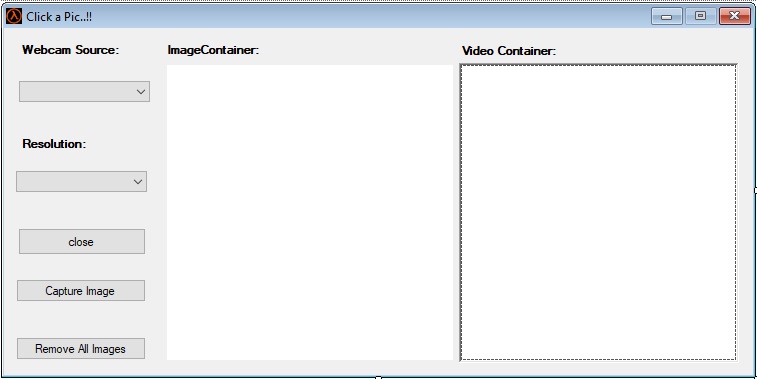 Click a Pic..!!
Webcam Source:
ImageContainer:
Video Container:
Resolution:
close
Capture Image
Remove All Images